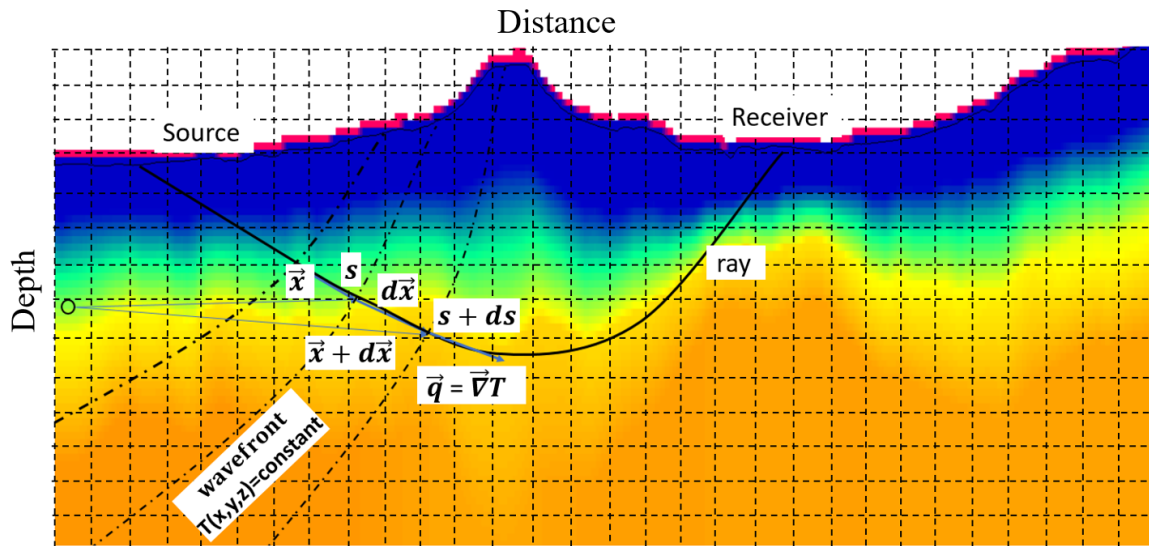 Distance
Source
Receiver
Depth
ray
x⃗
s
dx⃗
s + ds
x⃗ + dx⃗
q⃗ = ∇⃗T
O
wavefront
T(x,y,z)=constant